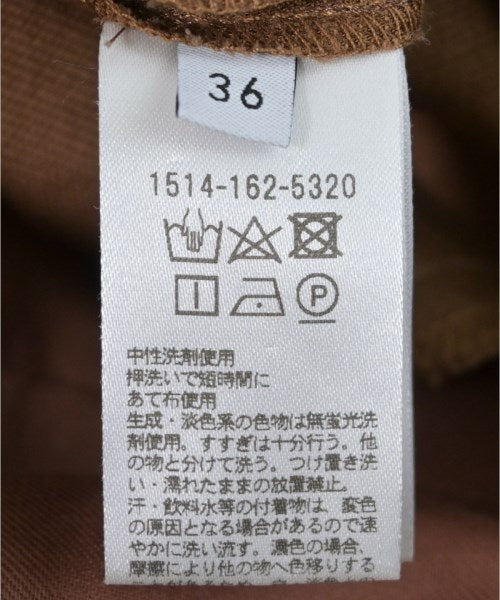 36
1514-162-5320
P
中性洗剤使用
押洗いで短時間に
あて布使用
生成・淡色系の色物は無蛍光洗
剤使用。すすぎは十分行う。他
の物と分けて洗う。つけ置き洗
い・濡れたままの放置禁止。
汗・飲料水等の付着物は、変色
の原因となる場合があるので速
やかに洗い流す。濃色の場合、
摩擦により他の物へ色移りする